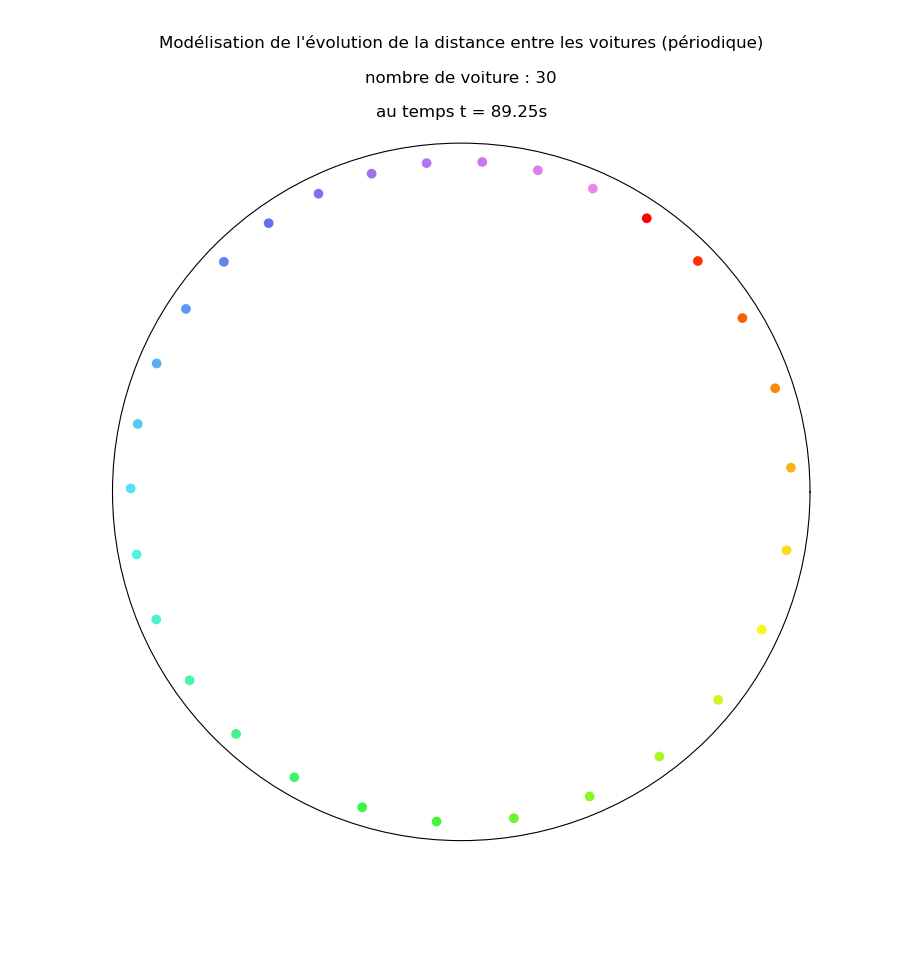 Modélisation de l'évolution de la distance entre les voitures (périodique)
nombre de voiture : 30
au temps t = 89.25s